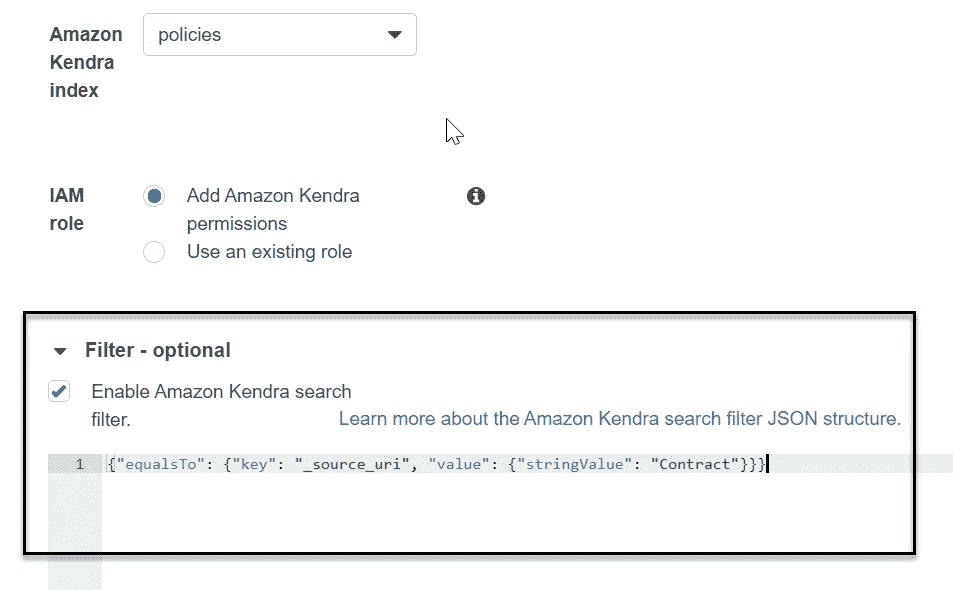 Amazon
Kendra
index
policies
IAM
role
Add Amazon Kendra
permissions
Use an existing role
Filter - optional
Enable Amazon Kendra search
filter.
Learn more about the Amazon Kendra search filter JSON structure.
1 {"equalsTo": {"key": "_source_uri", "value": {"stringValue": "Contract"}}}